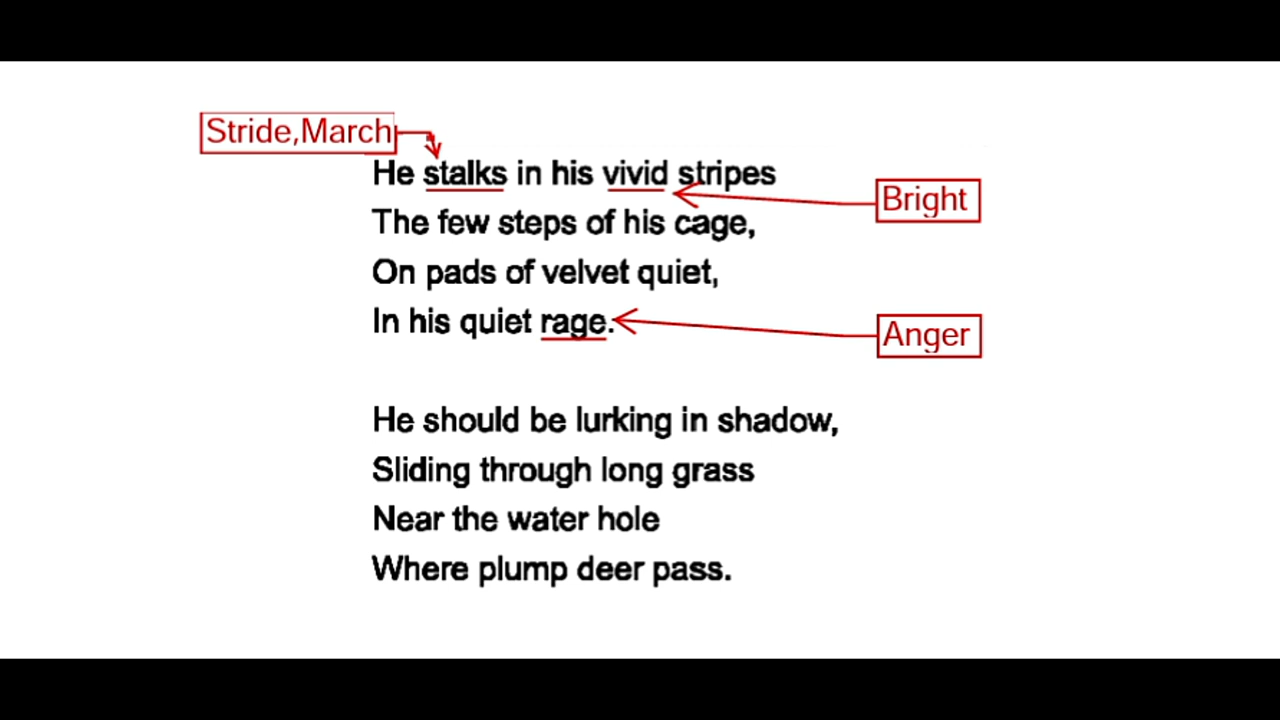 Stride,March
He stalks in his vivid stripes
Bright
The few steps of his cage,
On pads of velvet quiet,
In his quiet rage.
Anger
He should be lurking in shadow,
Sliding through long grass
Near the water hole
Where plump deer pass.